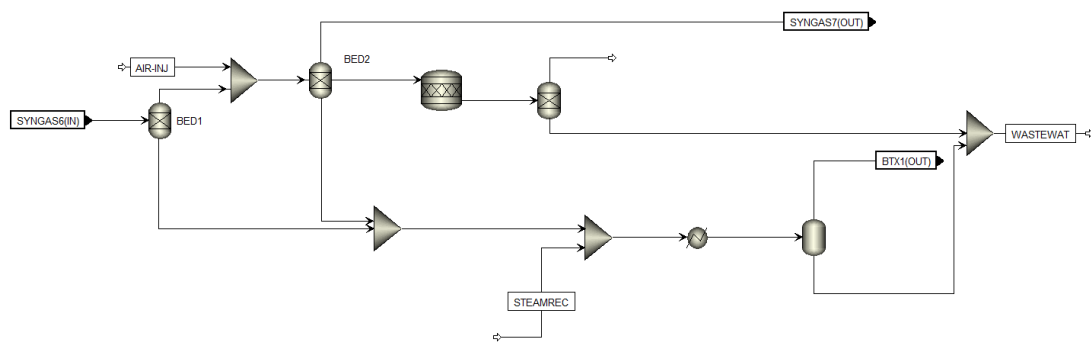 SYNGAS7(OUT)
BED2
AIR-INJ
SYNGAS6(IN)
BED1
WASTEWAT
BTX1(OUT)
STEAMREC